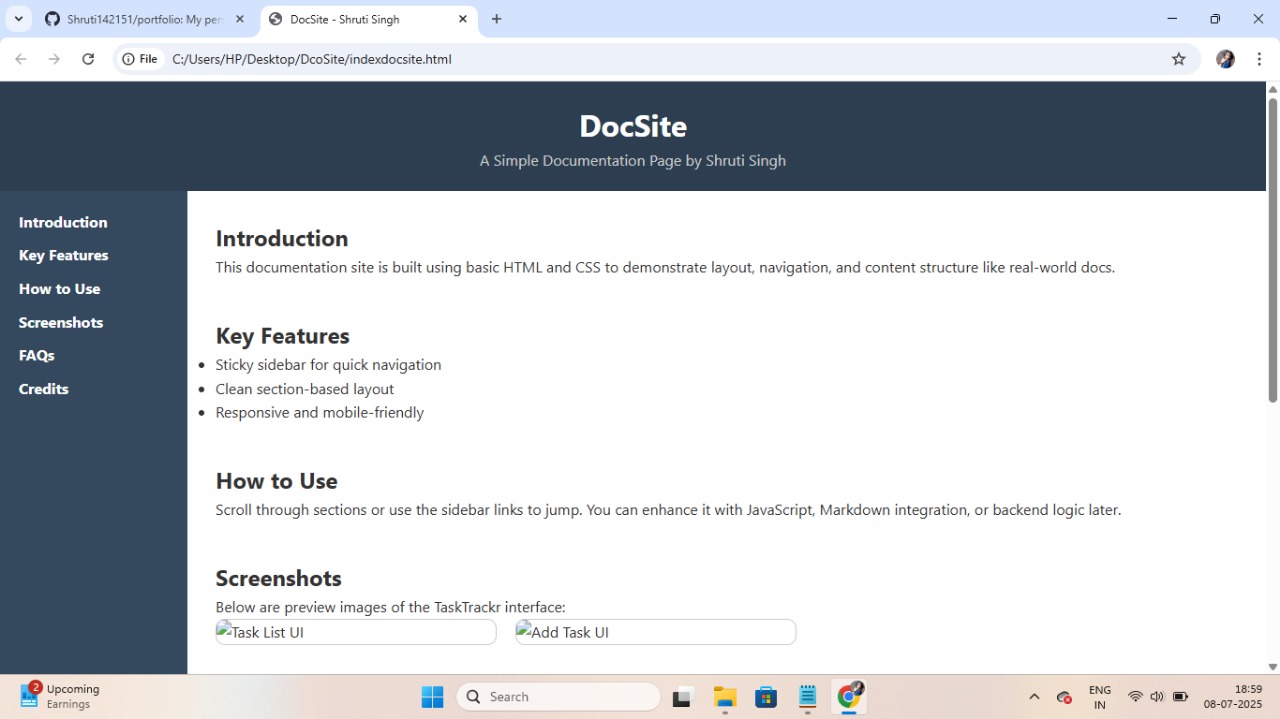 Shruti142151/portfolio: My per
DocSite - Shruti Singh
File
C:/Users/HP/Desktop/DcoSite/indexdocsite.html
DocSite
A Simple Documentation Page by Shruti Singh
Introduction
Key Features
How to Use
Screenshots
FAQs
Credits
Introduction
This documentation site is built using basic HTML and CSS to demonstrate layout, navigation, and content structure like real-world docs.
Key Features
• Sticky sidebar for quick navigation
• Clean section-based layout
• Responsive and mobile-friendly
How to Use
Scroll through sections or use the sidebar links to jump. You can enhance it with JavaScript, Markdown integration, or backend logic later.
Screenshots
Below are preview images of the TaskTrackr interface:
Task List UI
Add Task UI
2
Upcoming
Earnings
Search
ENG
IN
18:59
08-07-2025